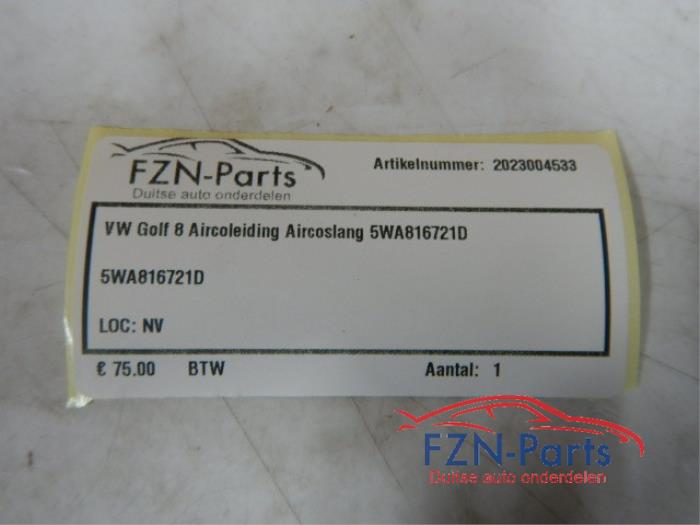 FZN-Parts
Duitse auto onderdelen
Artikelnummer: 2023004533
VW Golf 8 Aircoleiding Aircoslang 5WA816721D
5WA816721D
LOC: NV
€ 75.00 BTW Aantal: 1
FZN-Parts
Duitse auto onderdelen